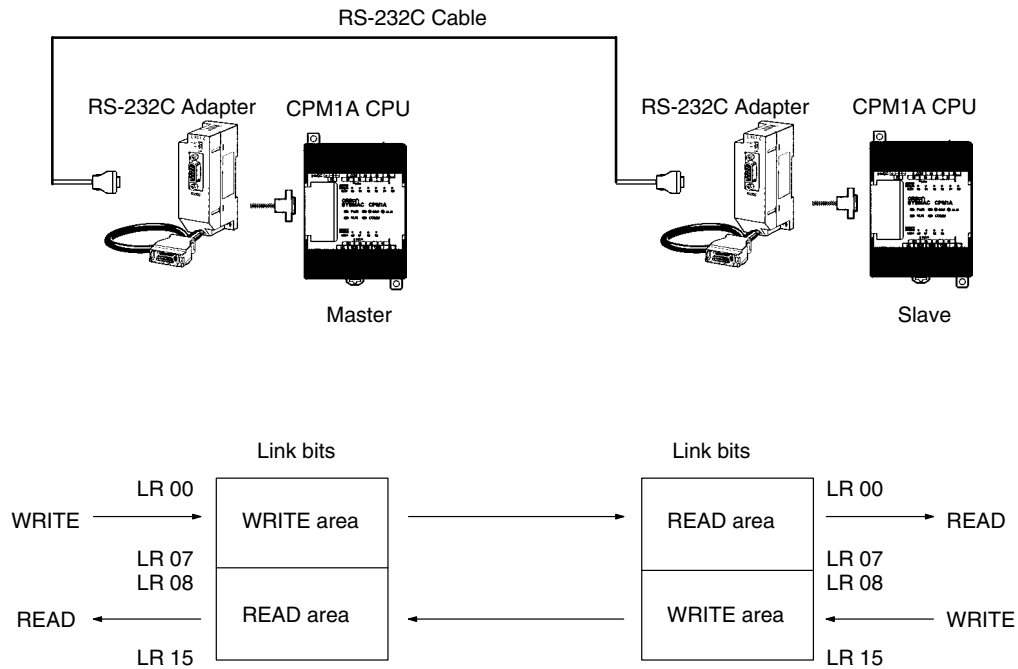 RS-232C Cable
RS-232C Adapter
CPM1A CPU
RS-232C Adapter
CPM1A CPU
Master
Slave
Link bits
Link bits
LR 00
LR 00
WRITE
WRITE area
READ area
READ
LR 07
LR 07
LR 08
LR 08
READ
READ area
WRITE area
WRITE
LR 15
LR 15